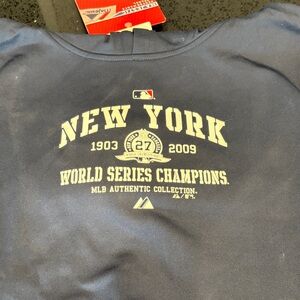 NEW YORK
1903 27 2009
WORLD SERIES CHAMPIONS
MLB AUTHENTIC COLLECTION